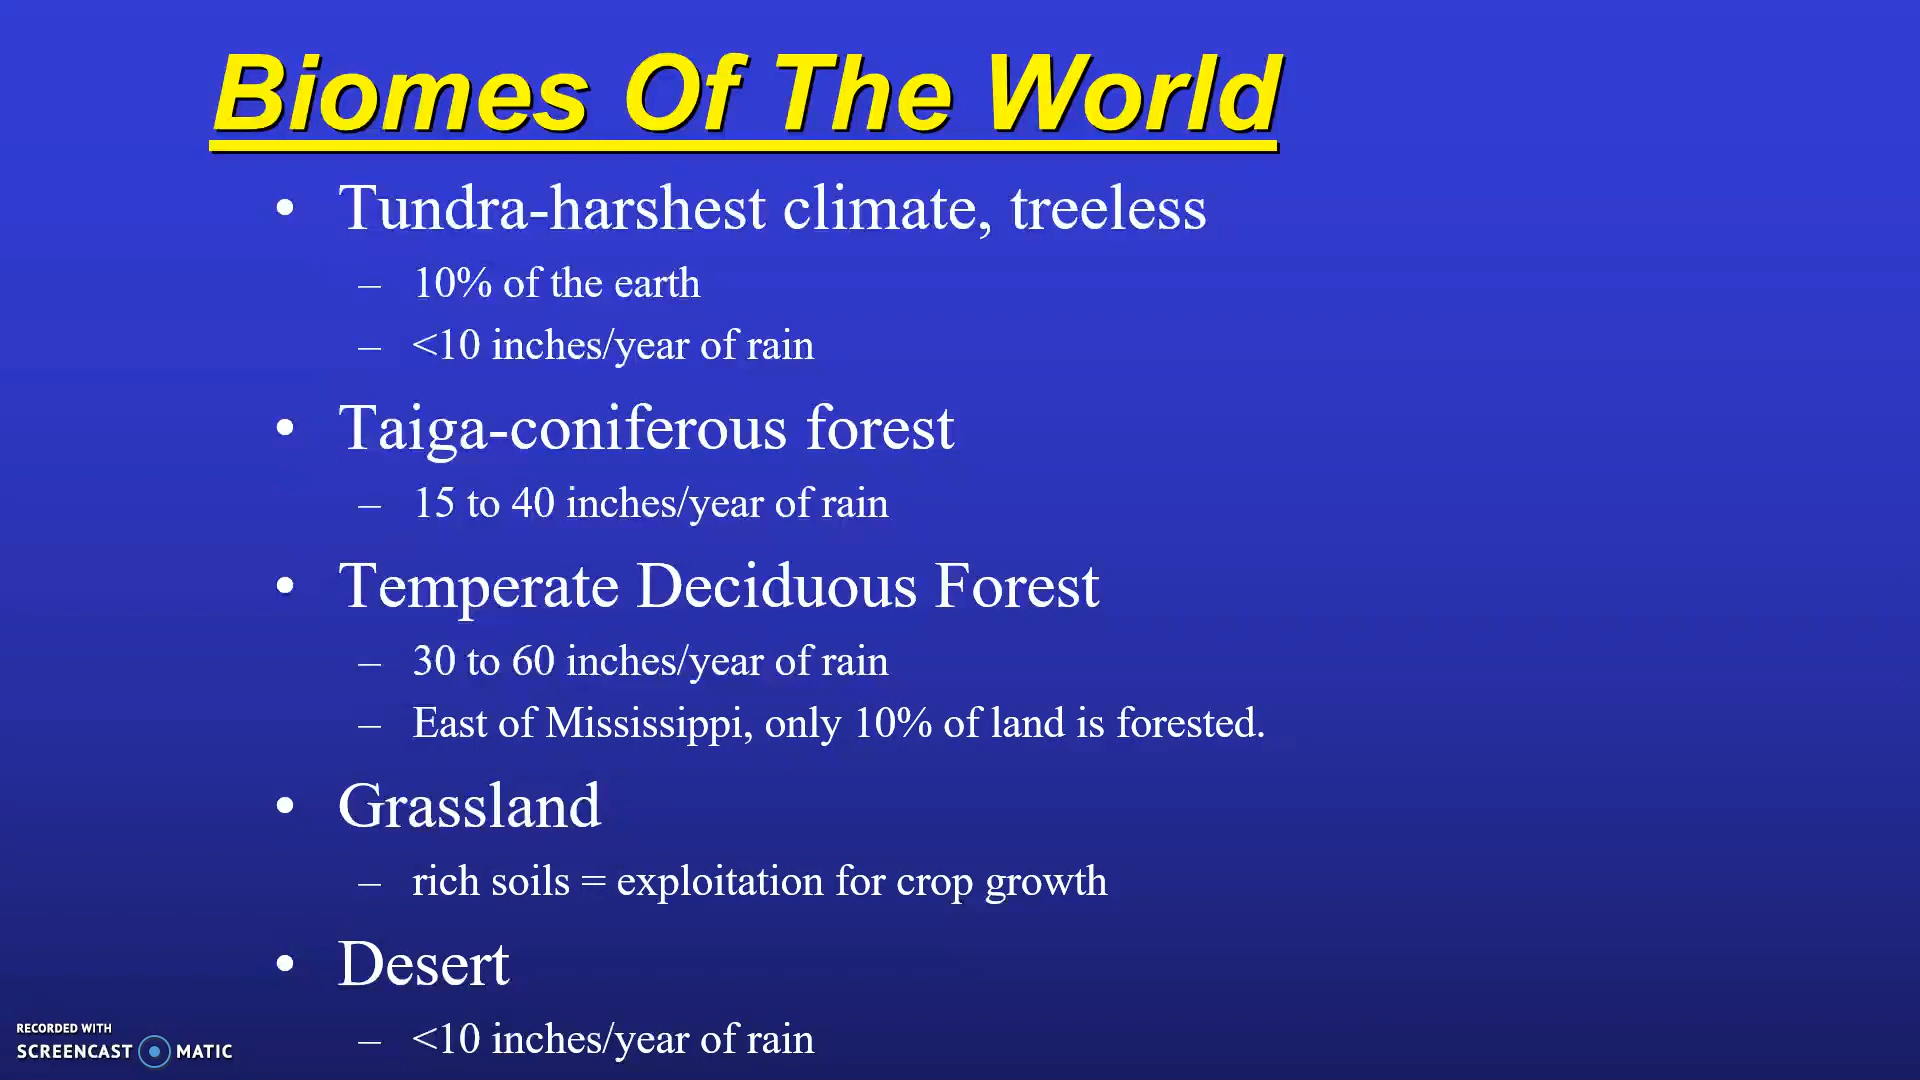 Biomes Of The World
• Tundra-harshest climate, treeless
– 10% of the earth
– <10 inches/year of rain
• Taiga-coniferous forest
– 15 to 40 inches/year of rain
• Temperate Deciduous Forest
– 30 to 60 inches/year of rain
– East of Mississippi, only 10% of land is forested.
• Grassland
– rich soils = exploitation for crop growth
• Desert
– <10 inches/year of rain
RECORDED WITH
SCREENCAST MATIC